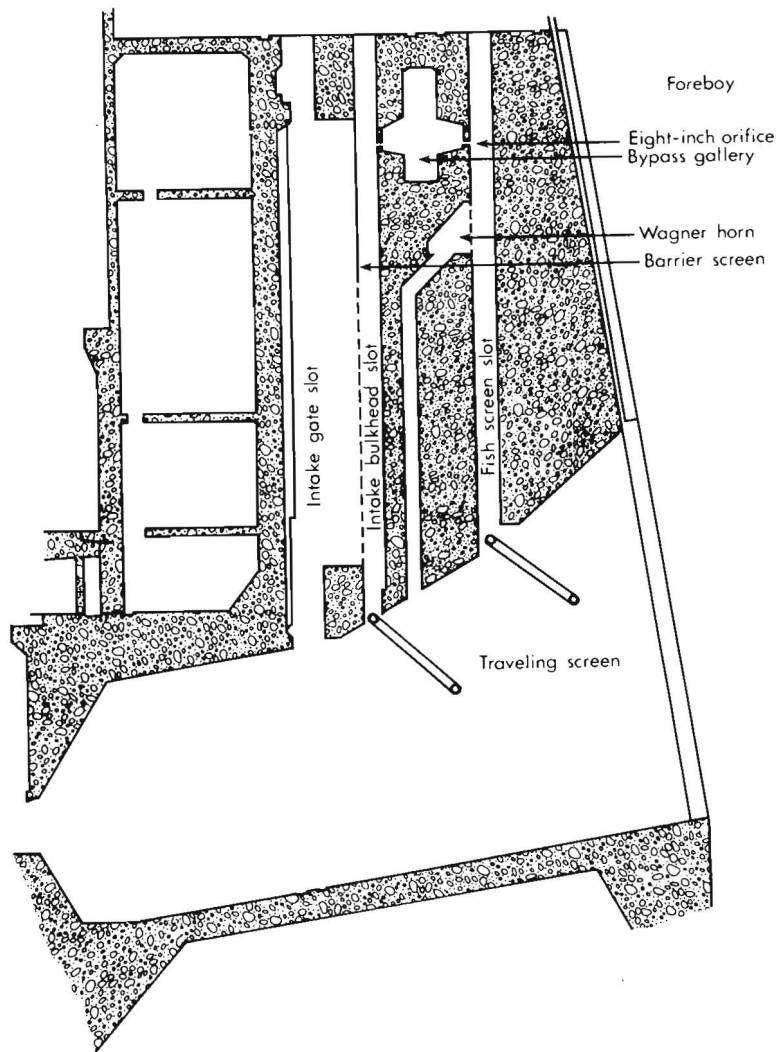 Foreboy
Eight-inch orifice
Bypass gallery
Wagner horn
Barrier screen
Intake gate slot
Intake bulkhead slot
Fish screen slot
Traveling screen